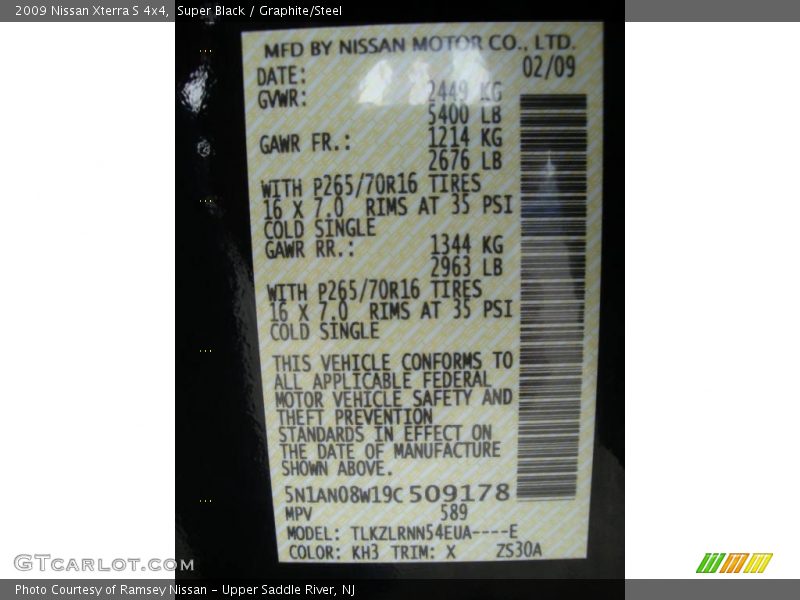 2009 Nissan Xterra S 4x4, Super Black / Graphite/Steel
MFD BY NISSAN MOTOR CO., LTD.
DATE: 02/09
GVWR: 2449 KG
5400 LB
GAWR FR.: 1214 KG
2676 LB
WITH P265/70R16 TIRES
16 X 7.0 RIMS AT 35 PSI
COLD SINGLE
GAWR RR.: 1344 KG
2963 LB
WITH P265/70R16 TIRES
16 X 7.0 RIMS AT 35 PSI
COLD SINGLE
THIS VEHICLE CONFORMS TO
ALL APPLICABLE FEDERAL
MOTOR VEHICLE SAFETY AND
THEFT PREVENTION
STANDARDS IN EFFECT ON
THE DATE OF MANUFACTURE
SHOWN ABOVE.
5N1AN08W19C509178
MPV 589
MODEL: TLKZLRNN54EUA----E
COLOR: KH3 TRIM: X ZS30A
GTCarLot.com
Photo Courtesy of Ramsey Nissan - Upper Saddle River, NJ